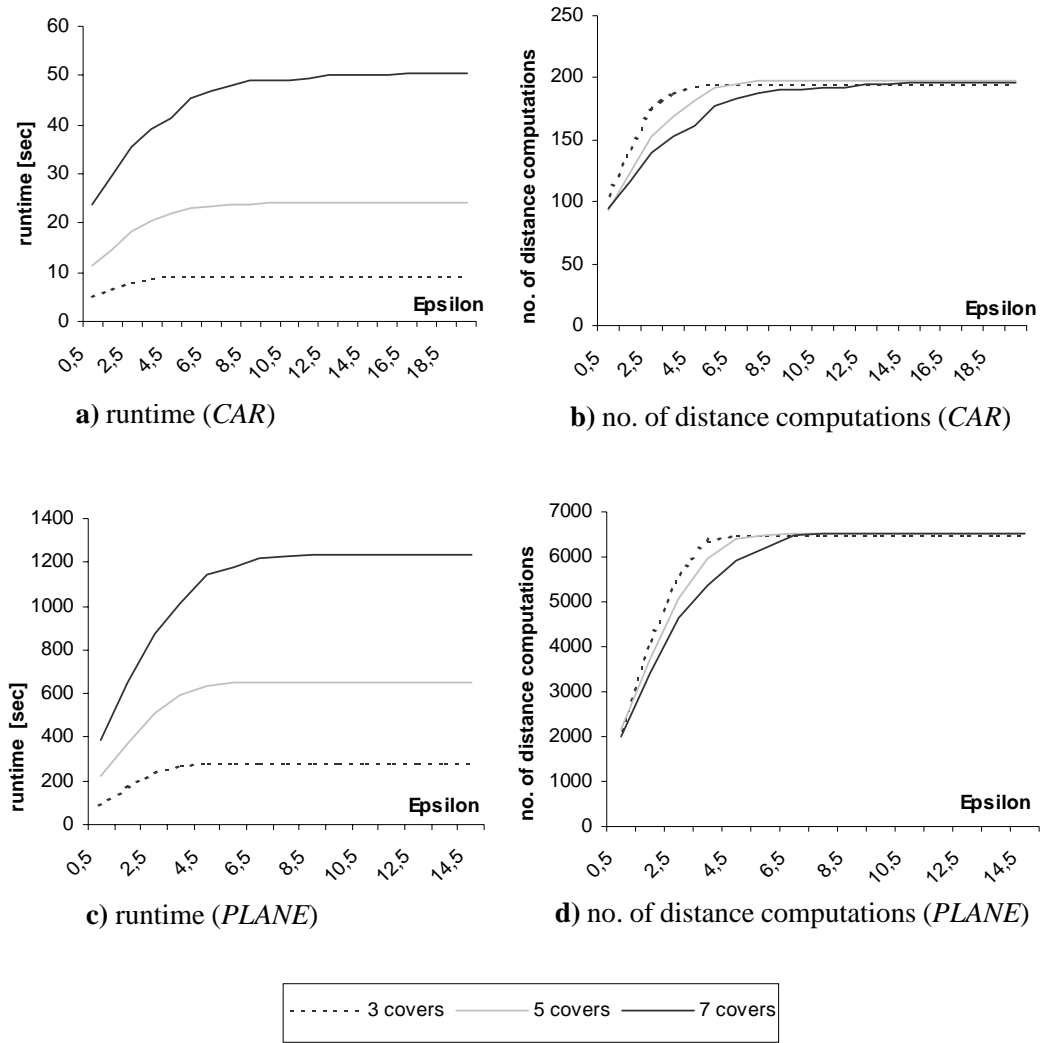 60
50
40
30
20
10
0
runtime [sec]
Epsilon
0,5 2,5 4,5 6,5 8,5 10,5 12,5 14,5 16,5 18,5
a) runtime (CAR)
250
200
150
100
50
0
no. of distance computations
Epsilon
0,5 2,5 4,5 6,5 8,5 10,5 12,5 14,5 16,5 18,5
b) no. of distance computations (CAR)
1400
1200
1000
800
600
400
200
0
runtime [sec]
Epsilon
0,5 2,5 4,5 6,5 8,5 10,5 12,5 14,5
c) runtime (PLANE)
7000
6000
5000
4000
3000
2000
1000
0
no. of distance computations
Epsilon
0,5 2,5 4,5 6,5 8,5 10,5 12,5 14,5
d) no. of distance computations (PLANE)
3 covers 5 covers 7 covers